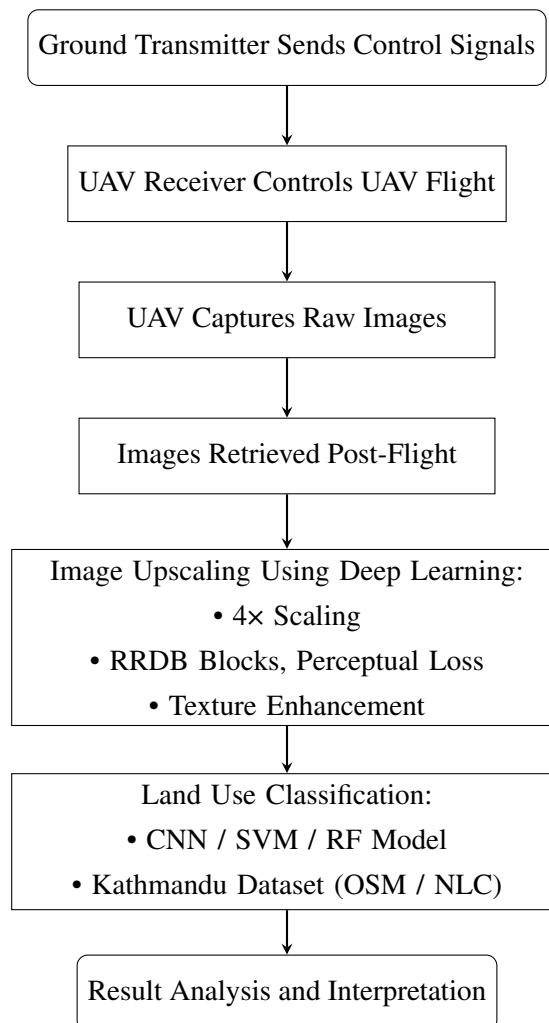 Ground Transmitter Sends Control Signals
UAV Receiver Controls UAV Flight
UAV Captures Raw Images
Images Retrieved Post-Flight
Image Upscaling Using Deep Learning:
• 4× Scaling
• RRDB Blocks, Perceptual Loss
• Texture Enhancement
Land Use Classification:
• CNN / SVM / RF Model
• Kathmandu Dataset (OSM / NLC)
Result Analysis and Interpretation